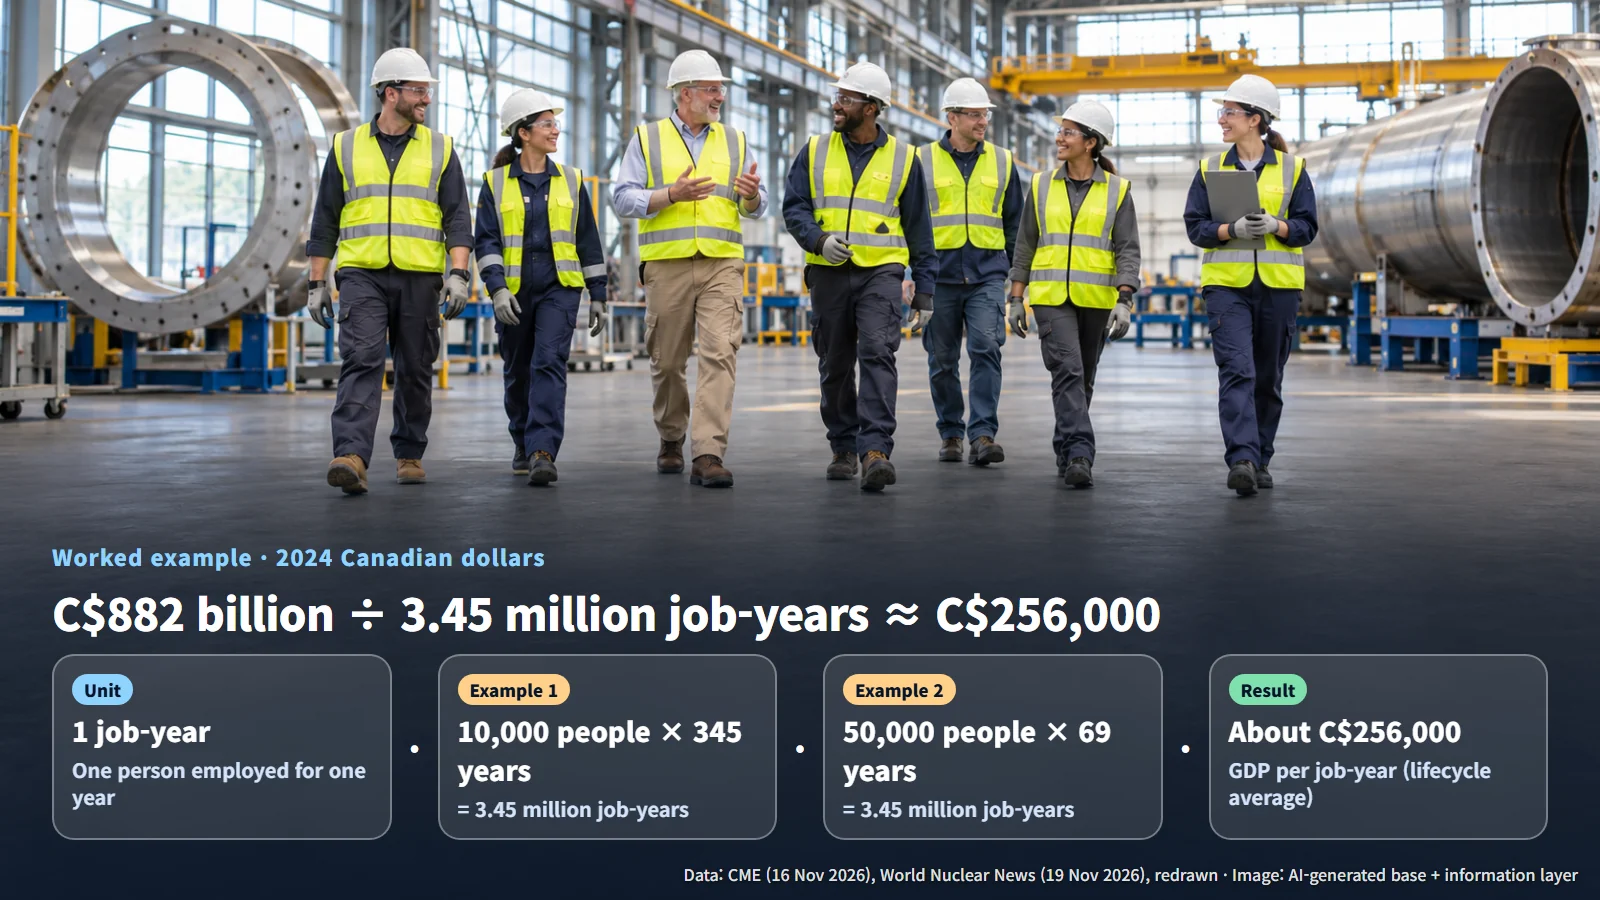 Worked example · 2024 Canadian dollars
C$882 billion ÷ 3.45 million job-years ≈ C$256,000
Unit
1 job-year
One person employed for one
year
Example 1
10,000 people × 345
years
= 3.45 million job-years
Example 2
50,000 people × 69
years
= 3.45 million job-years
Result
About C$256,000
GDP per job-year (lifecycle
average)
Data: CME (16 Nov 2026), World Nuclear News (19 Nov 2026), redrawn · Image: AI-generated base + information layer